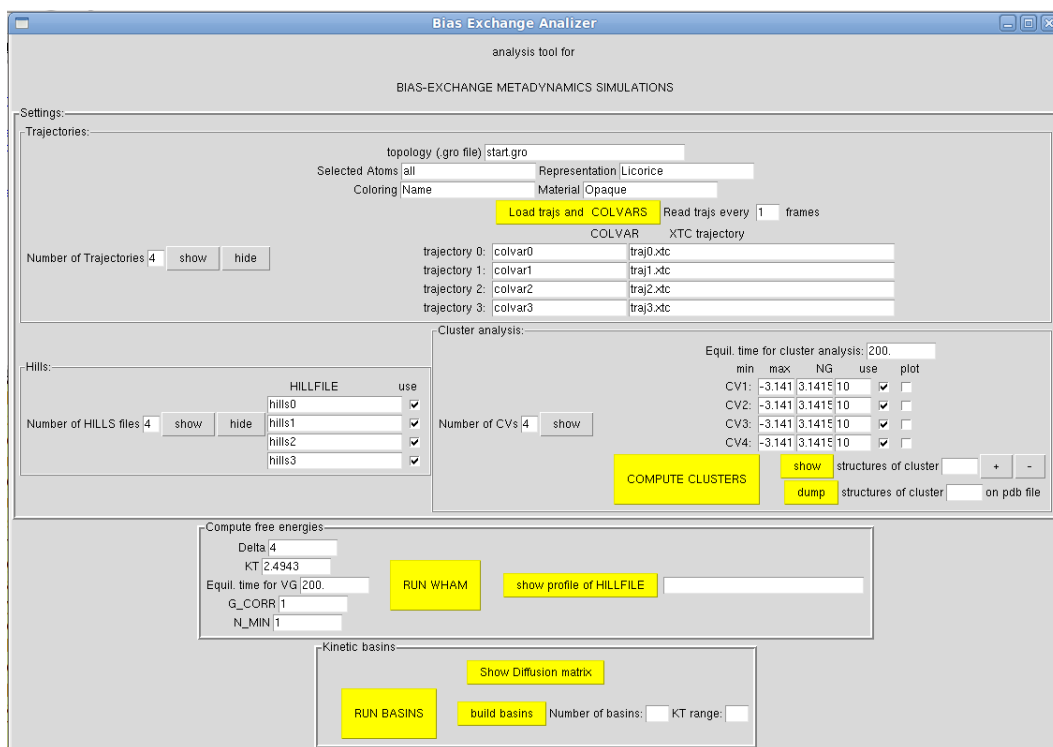 Bias Exchange Analizer
analysis tool for
BIAS-EXCHANGE METADYNAMICS SIMULATIONS
Settings:
Trajectories:
topology (.gro file) start.gro
Selected Atoms all Representation Licorice
Coloring Name Material Opaque
Load trajs and COLVARS Read trajs every 1 frames
COLVAR XTC trajectory
Number of Trajectories 4 show hide
trajectory 0: colvar0 traj0.xtc
trajectory 1: colvar1 traj1.xtc
trajectory 2: colvar2 traj2.xtc
trajectory 3: colvar3 traj3.xtc
Hills:
HILLFILE use
Number of HILLS files 4 show hide
hills0
hills1
hills2
hills3
Cluster analysis:
Equil. time for cluster analysis: 200.
min max NG use plot
Number of CVs 4 show
CV1: -3.141 3.1415 10
CV2: -3.141 3.1415 10
CV3: -3.141 3.1415 10
CV4: -3.141 3.1415 10
COMPUTE CLUSTERS
show structures of cluster + -
dump structures of cluster on pdb file
Compute free energies
Delta 4
KT 2.4943
Equil. time for VG 200.
G_CORR 1
N_MIN 1
RUN WHAM
show profile of HILLFILE
Kinetic basins
Show Diffusion matrix
RUN BASINS
build basins Number of basins: KT range: